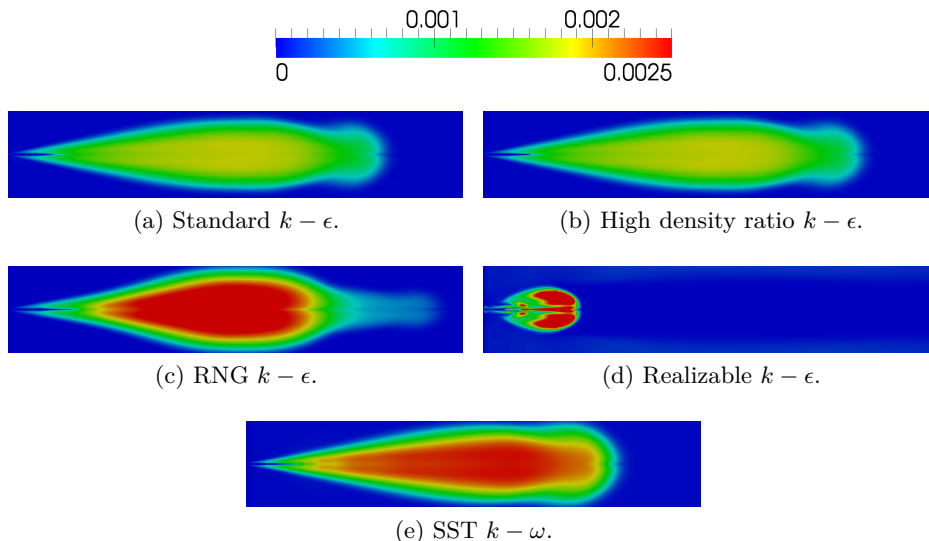 0.001 0.002
0 0.0025
(a) Standard k − ϵ.
(b) High density ratio k − ϵ.
(c) RNG k − ϵ.
(d) Realizable k − ϵ.
(e) SST k − ω.